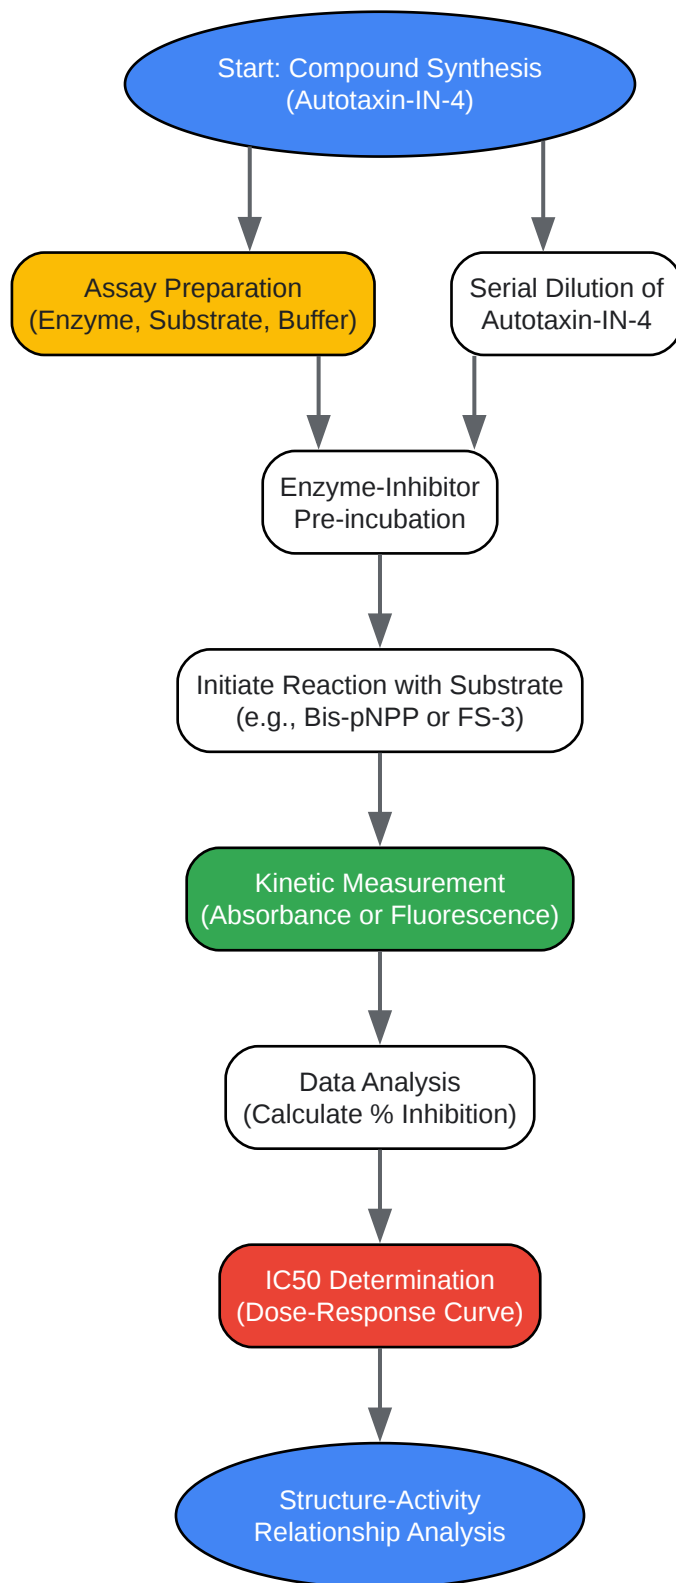 Start: Compound Synthesis
(Autotaxin-IN-4)
Assay Preparation
(Enzyme, Substrate, Buffer)
Serial Dilution of
Autotaxin-IN-4
Enzyme-Inhibitor
Pre-incubation
Initiate Reaction with Substrate
(e.g., Bis-pNPP or FS-3)
Kinetic Measurement
(Absorbance or Fluorescence)
Data Analysis
(Calculate % Inhibition)
IC50 Determination
(Dose-Response Curve)
Structure-Activity
Relationship Analysis